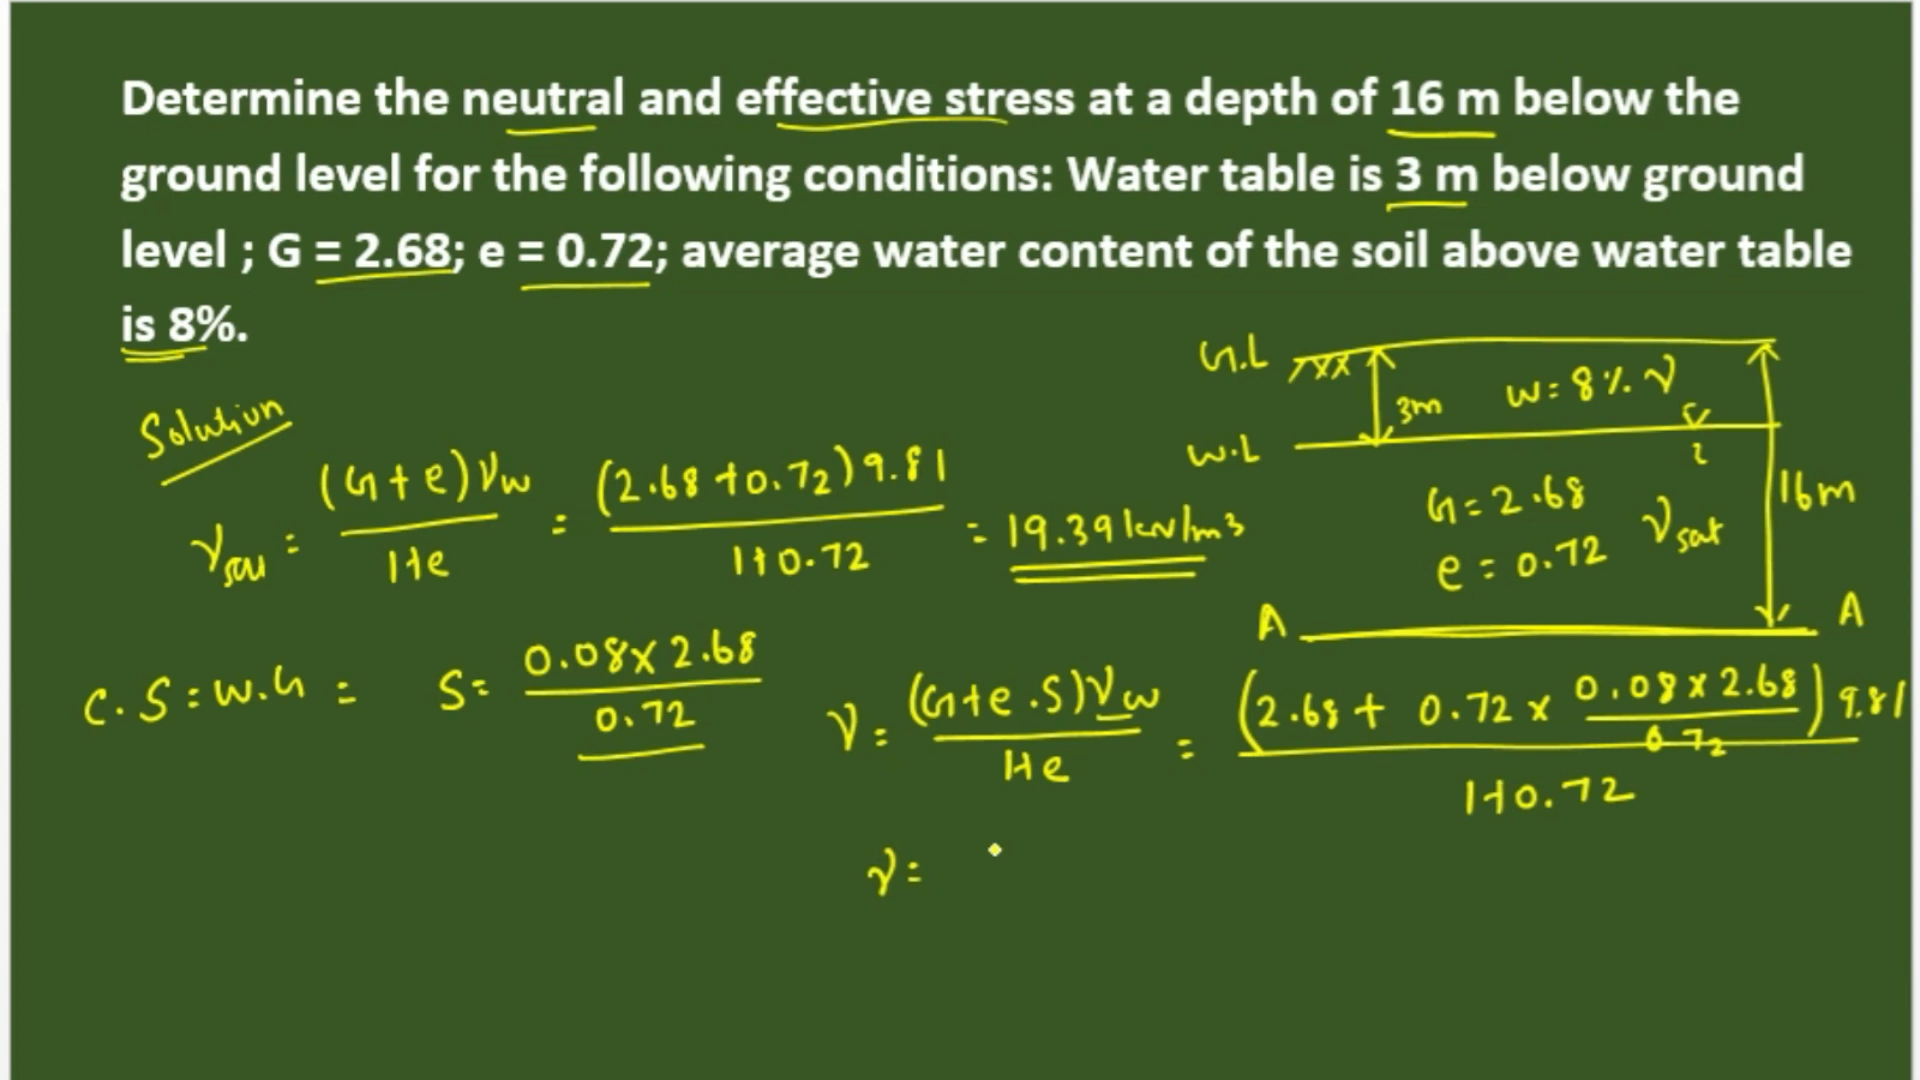 Determine the neutral and effective stress at a depth of 16 m below the
ground level for the following conditions: Water table is 3 m below ground
level ; G = 2.68; e = 0.72; average water content of the soil above water table
is 8%.
G.L
3m
w = 8 %. γ
W.L
16m
G = 2.68
e = 0.72
γsat
A A
Solution
γsat = (G+e)γw / 1+e = (2.68+0.72)9.81 / 1+0.72 = 19.39 kN/m3
e.S = w.G = S = 0.08x2.68 / 0.72
γ = (G+e.S)γw / 1+e = (2.68+ 0.72 x 0.08x2.68 / 0.72) 9.81 / 1+0.72
γ =